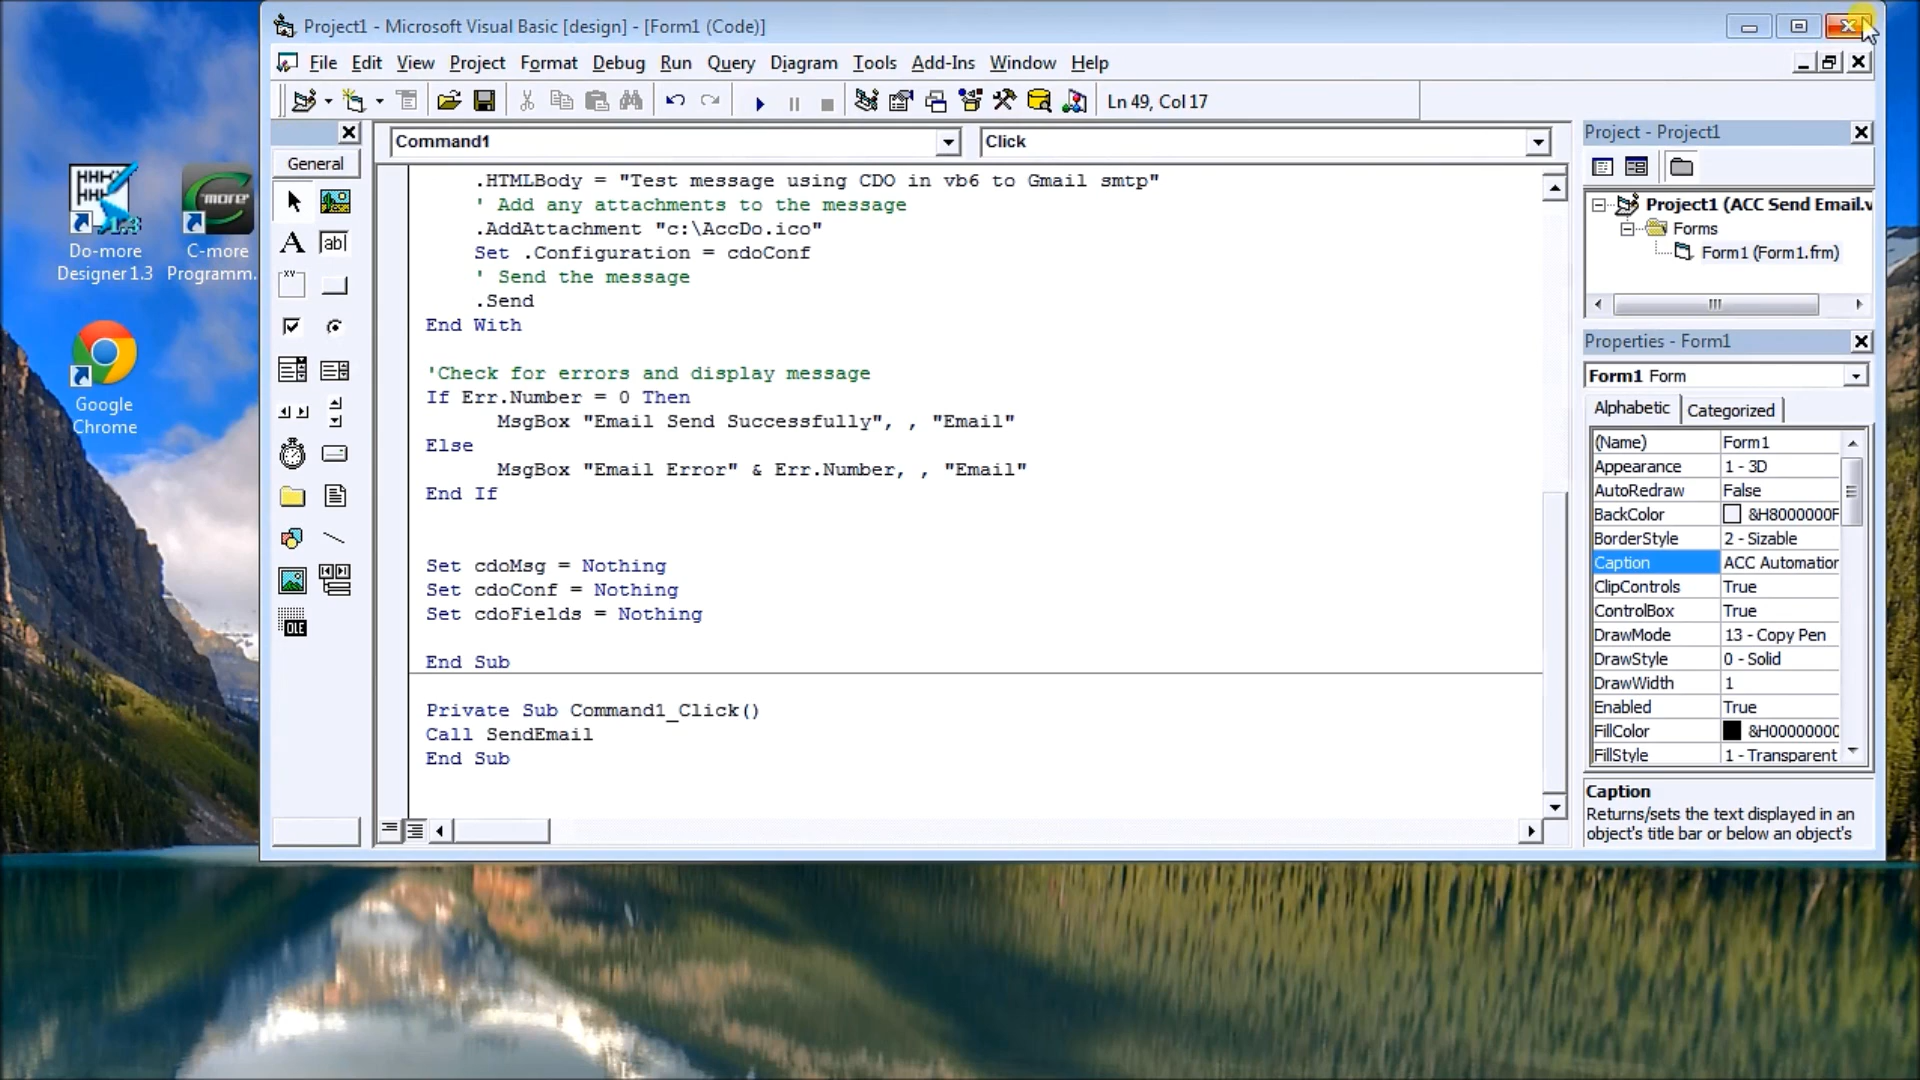 Project1 - Microsoft Visual Basic [design] - [Form1 (Code)]
File Edit View Project Format Debug Run Query Diagram Tools Add-Ins Window Help
Ln 49, Col 17
General
Command1
Click
.HTMLBody = "Test message using CDO in vb6 to Gmail smtp"
' Add any attachments to the message
.AddAttachment "c:\AccDo.ico"
Set .Configuration = cdoConf
' Send the message
.Send
End With
'Check for errors and display message
If Err.Number = 0 Then
MsgBox "Email Send Successfully", , "Email"
Else
MsgBox "Email Error" & Err.Number, , "Email"
End If
Set cdoMsg = Nothing
Set cdoConf = Nothing
Set cdoFields = Nothing
End Sub
Private Sub Command1_Click()
Call SendEmail
End Sub
A
ab|
XY
OLE
Project - Project1
Project1 (ACC Send Email.v
Forms
Form1 (Form1.frm)
Properties - Form1
Form1 Form
Alphabetic Categorized
(Name) Form1
Appearance 1 - 3D
AutoRedraw False
BackColor &H8000000F
BorderStyle 2 - Sizable
Caption ACC Automation
ClipControls True
ControlBox True
DrawMode 13 - Copy Pen
DrawStyle 0 - Solid
DrawWidth 1
Enabled True
FillColor &H00000000
FillStyle 1 - Transparent
Caption
Returns/sets the text displayed in an
object's title bar or below an object's
1.3
Do-more
Designer 1.3
more
C-more
Programm...
Google
Chrome